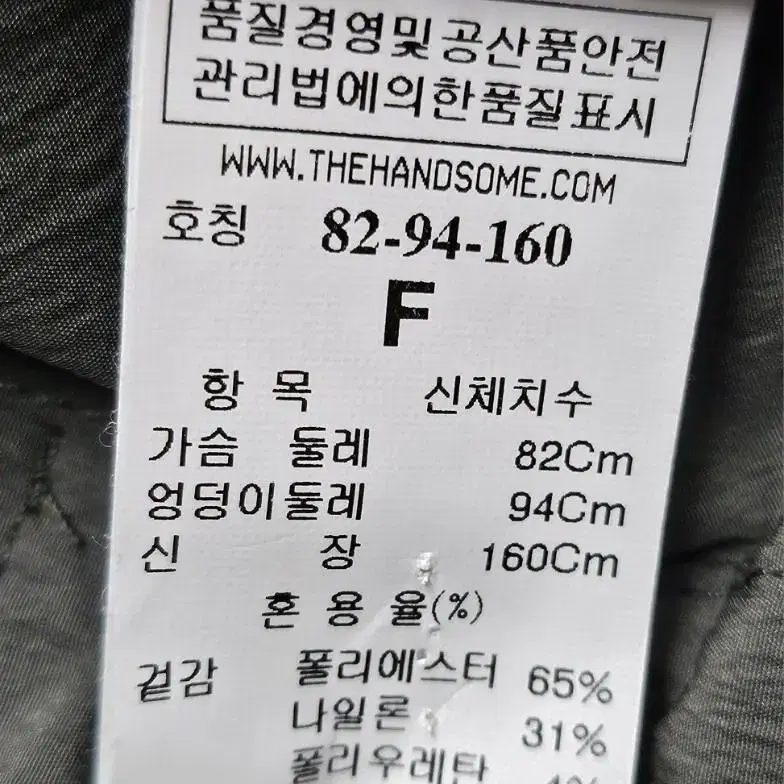 품질경영및공산품안전
관리법에의한품질표시
WWW.THEHANDSOME.COM
호칭 82-94-160
F
항 목 신체치수
가슴 둘레 82Cm
엉덩이둘레 94Cm
신 장 160Cm
혼 용 율(%)
겉감 폴리에스터 65%
나일론 31%
폴리우레탄